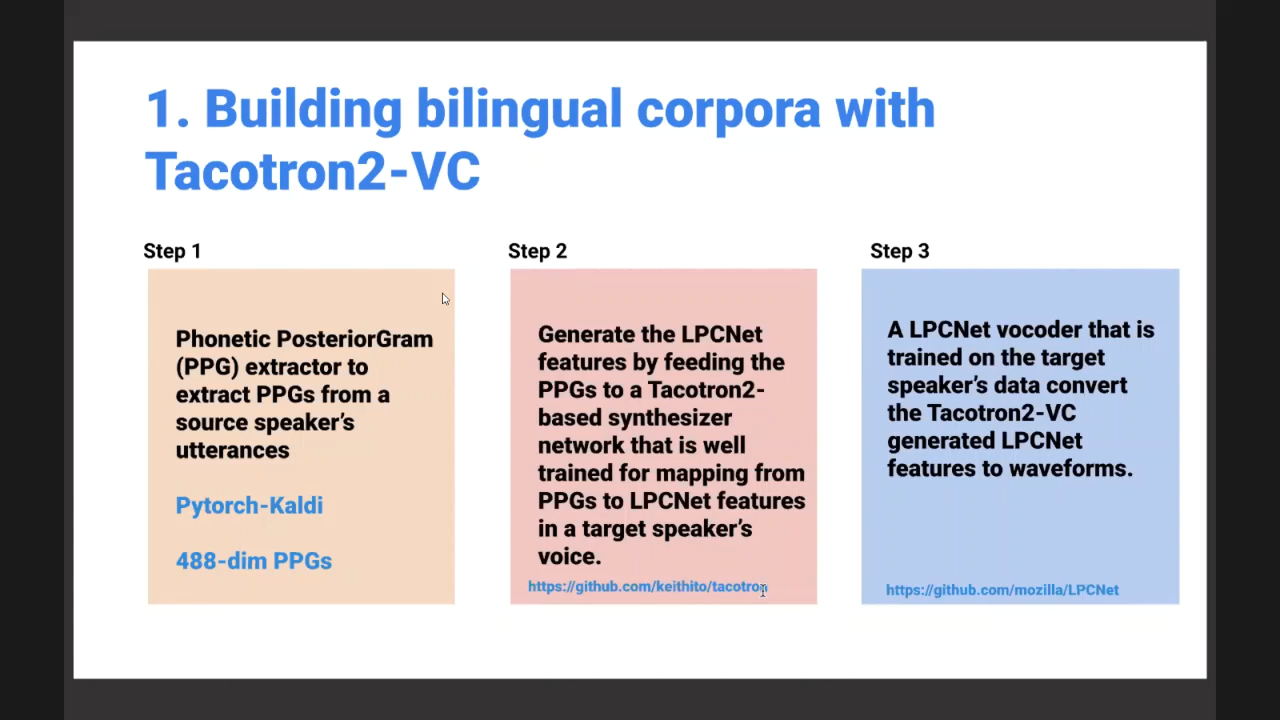 1. Building bilingual corpora with
Tacotron2-VC
Step 1
Phonetic PosteriorGram
(PPG) extractor to
extract PPGs from a
source speaker's
utterances
Pytorch-Kaldi
488-dim PPGs
Step 2
Generate the LPCNet
features by feeding the
PPGs to a Tacotron2-
based synthesizer
network that is well
trained for mapping from
PPGs to LPCNet features
in a target speaker's
voice.
https://github.com/keithito/tacotron
Step 3
A LPCNet vocoder that is
trained on the target
speaker's data convert
the Tacotron2-VC
generated LPCNet
features to waveforms.
https://github.com/mozilla/LPCNet